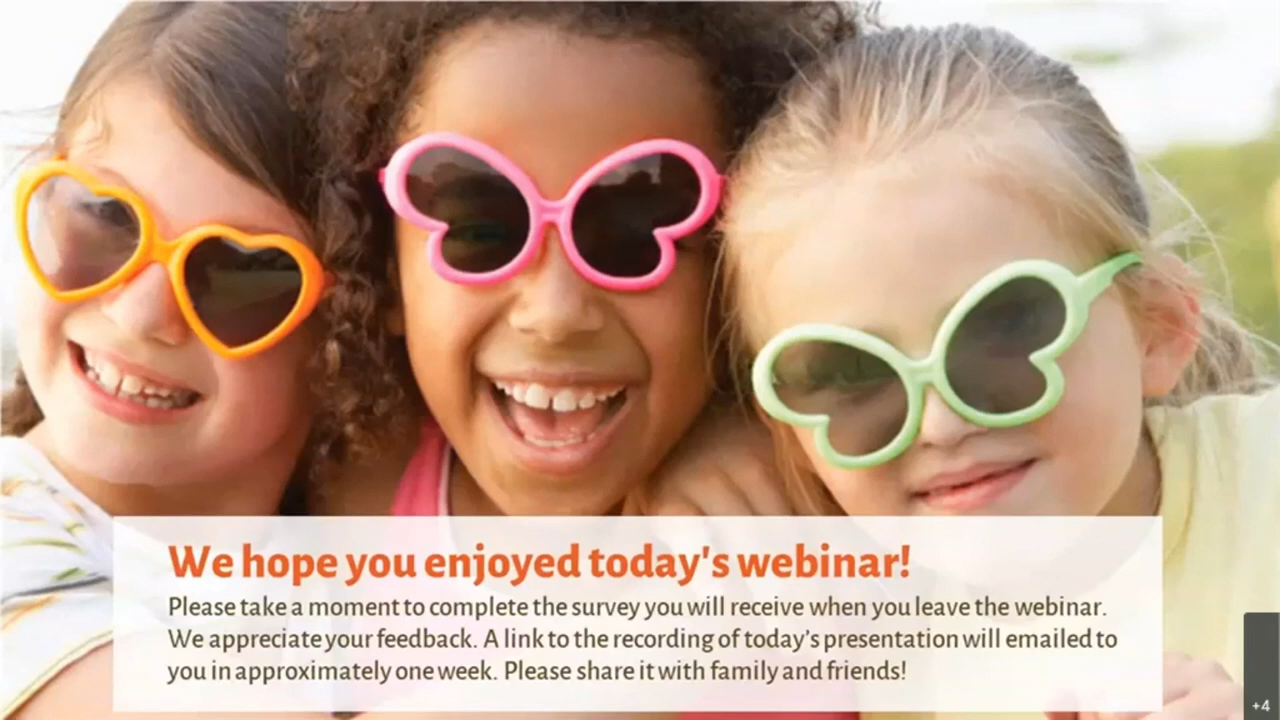 We hope you enjoyed today's webinar!
Please take a moment to complete the survey you will receive when you leave the webinar.
We appreciate your feedback. A link to the recording of today's presentation will emailed to
you in approximately one week. Please share it with family and friends!
+4